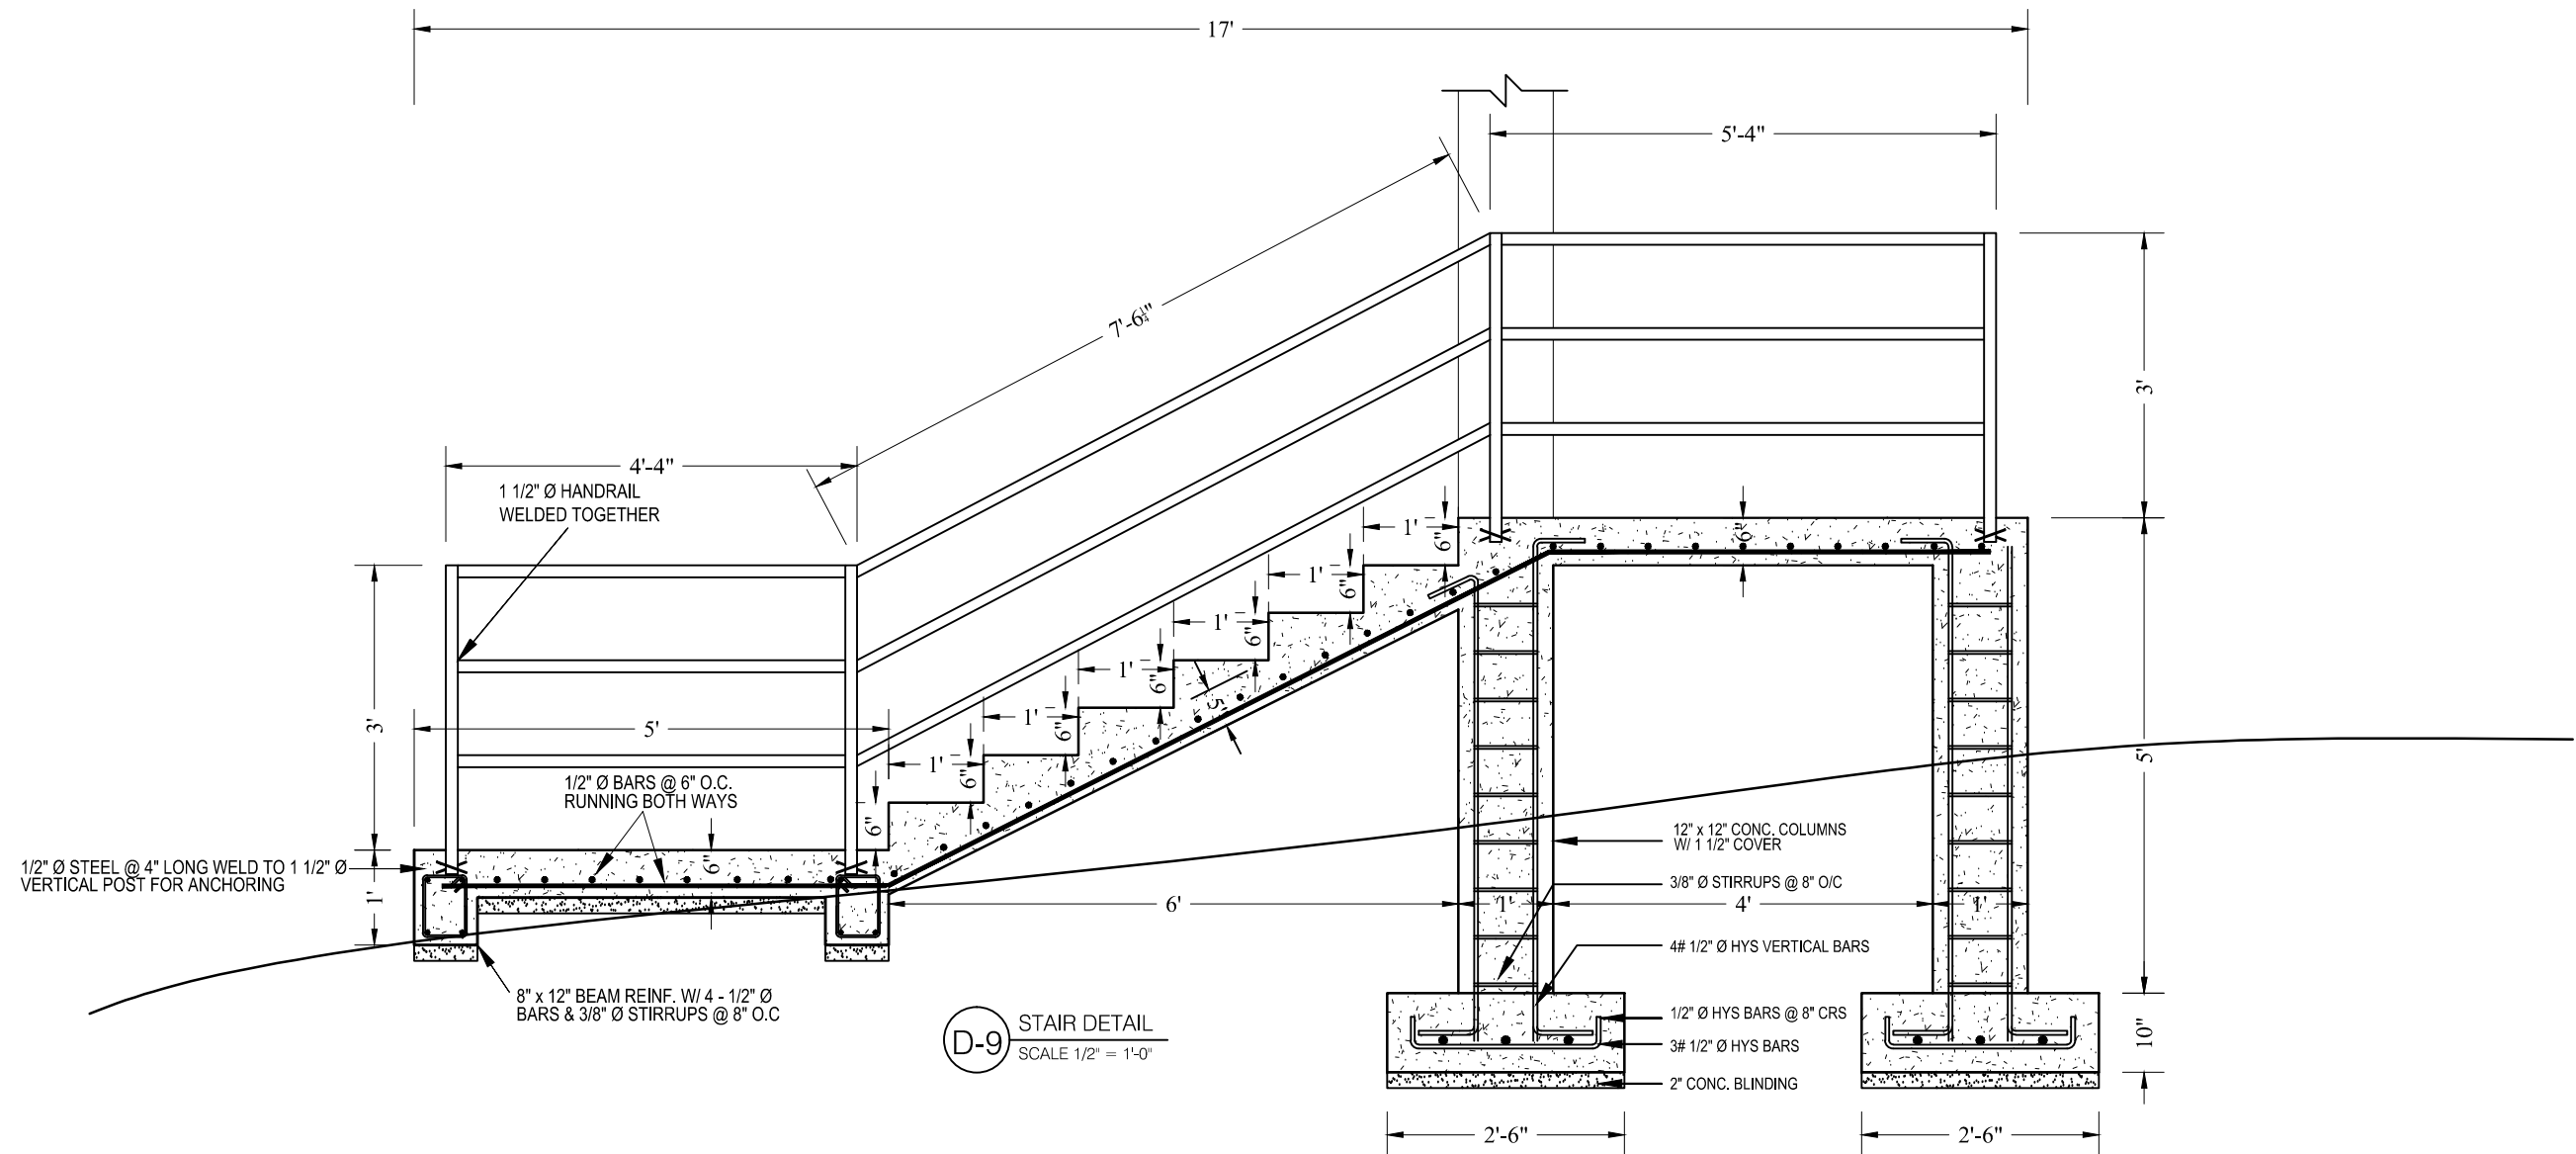 17'
5'-4"
7'-6¼"
3'
4'-4"
1 1/2" Ø HANDRAIL
WELDED TOGETHER
1'
6"
6"
1'
6"
1'
6"
1'
6"
1'
6"
1'
6"
1'
6"
5"
3'
5'
5'
1/2" Ø BARS @ 6" O.C.
RUNNING BOTH WAYS
6"
6"
1/2" Ø STEEL @ 4" LONG WELD TO 1 1/2" Ø
VERTICAL POST FOR ANCHORING
1'
12" x 12" CONC. COLUMNS
W/ 1 1/2" COVER
3/8" Ø STIRRUPS @ 8" O/C
6'
1'
4'
1'
4# 1/2" Ø HYS VERTICAL BARS
8" x 12" BEAM REINF. W/ 4 - 1/2" Ø
BARS & 3/8" Ø STIRRUPS @ 8" O.C
D-9
STAIR DETAIL
SCALE 1/2" = 1'-0"
1/2" Ø HYS BARS @ 8" CRS
3# 1/2" Ø HYS BARS
2" CONC. BLINDING
10"
2'-6"
2'-6"